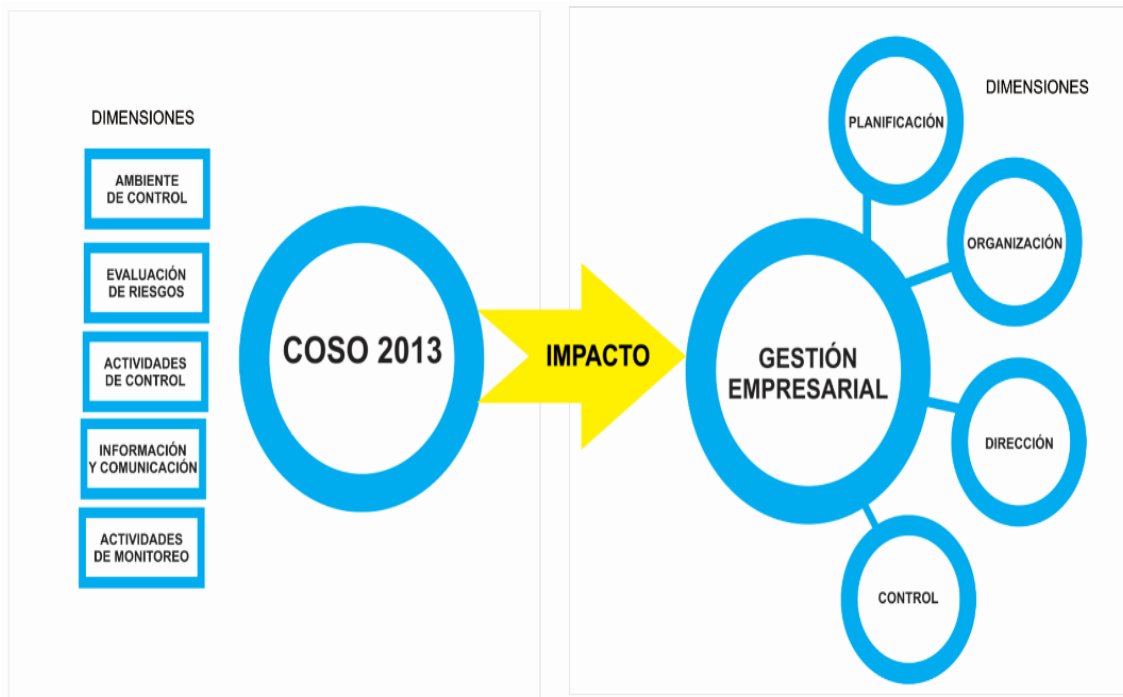 DIMENSIONES
AMBIENTE
DE CONTROL
EVALUACIÓN
DE RIESGOS
ACTIVIDADES
DE CONTROL
INFORMACIÓN
Y COMUNICACIÓN
ACTIVIDADES
DE MONITOREO
COSO 2013
IMPACTO
GESTIÓN
EMPRESARIAL
DIMENSIONES
PLANIFICACIÓN
ORGANIZACIÓN
DIRECCIÓN
CONTROL